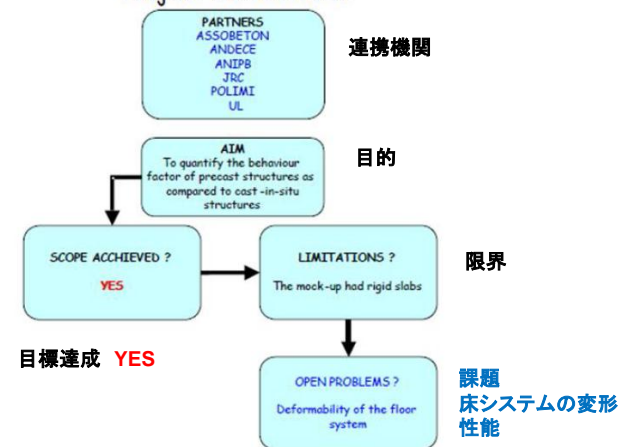 PARTNERS
ASSOBETON
ANDECE
ANIPB
JRC
POLIMI
UL
連携機関
AIM
To quantify the behaviour
factor of precast structures as
compared to cast -in-situ
structures
目的
SCOPE ACCHIEVED ?
YES
LIMITATIONS ?
The mock-up had rigid slabs
限界
目標達成 YES
OPEN PROBLEMS ?
Deformability of the floor
system
課題
床システムの変形
性能